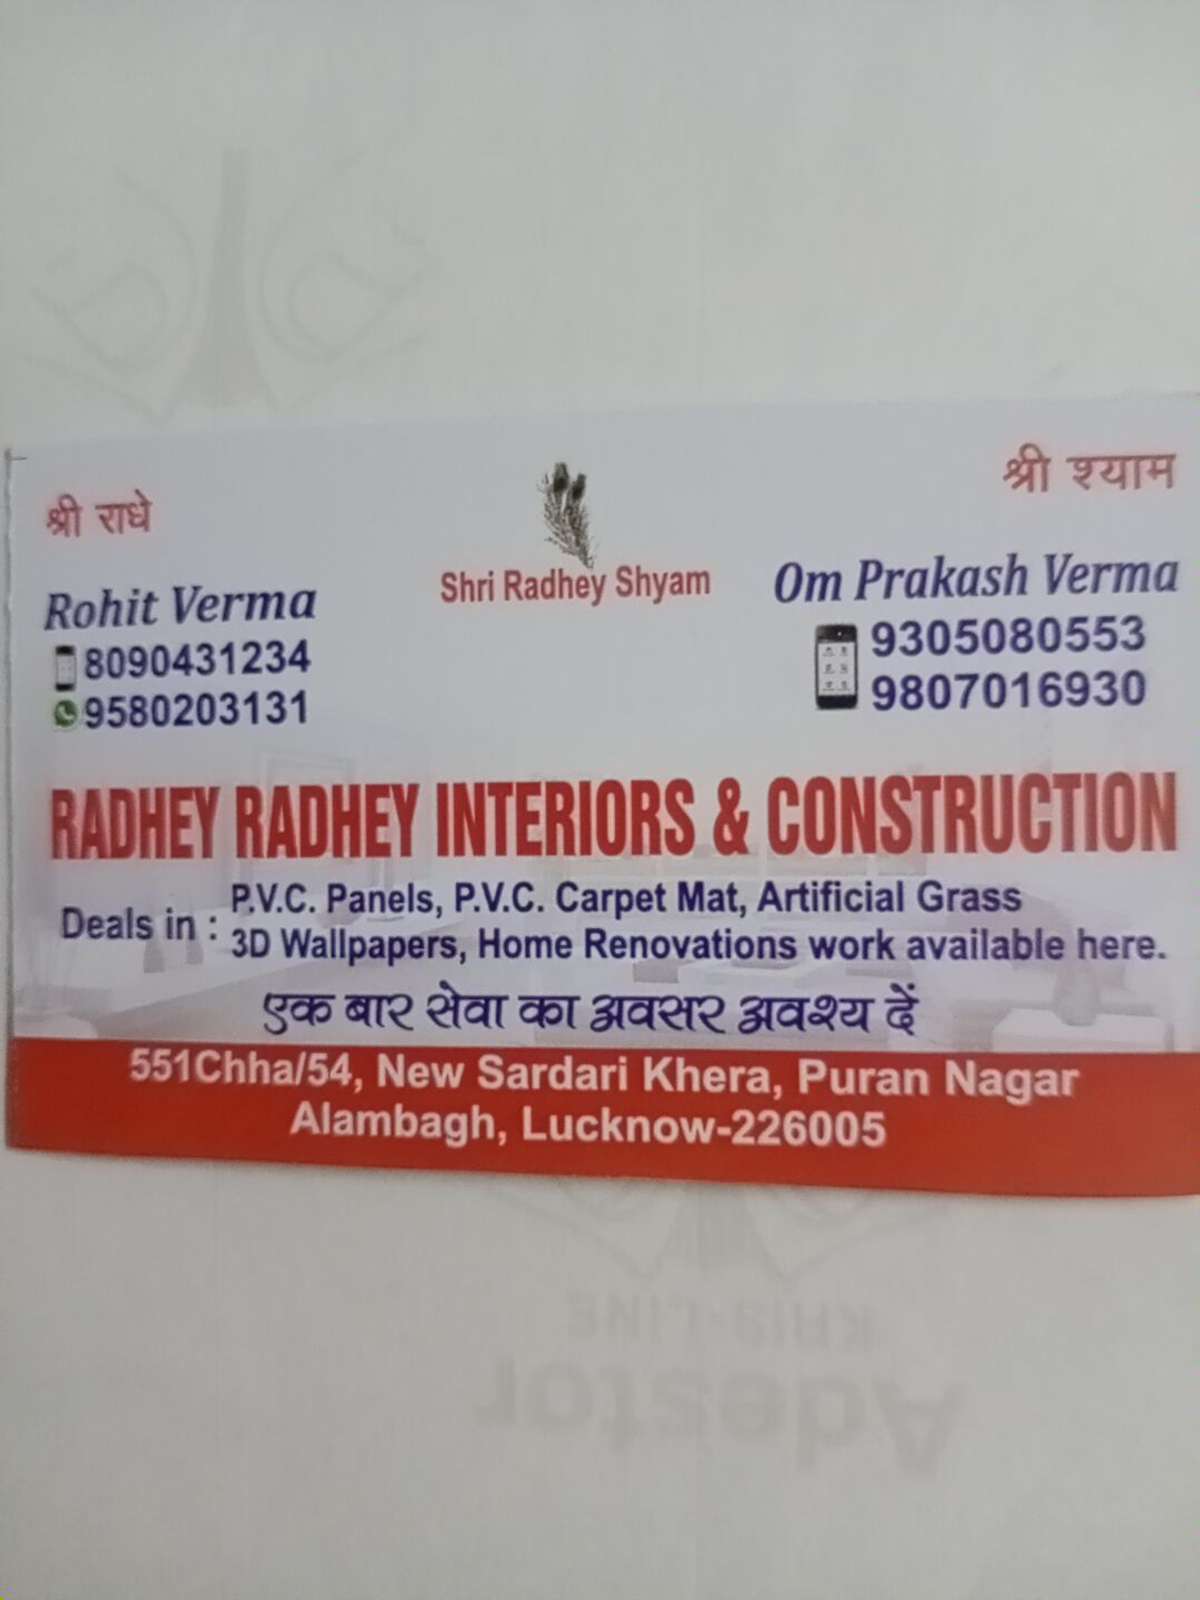 श्री राधे
श्री श्याम
Shri Radhey Shyam
Rohit Verma
8090431234
9580203131
Om Prakash Verma
9305080553
9807016930
RADHEY RADHEY INTERIORS & CONSTRUCTION
Deals in : P.V.C. Panels, P.V.C. Carpet Mat, Artificial Grass
3D Wallpapers, Home Renovations work available here.
एक बार सेवा का अवसर अवश्य दें
551Chha/54, New Sardari Khera, Puran Nagar
Alambagh, Lucknow-226005